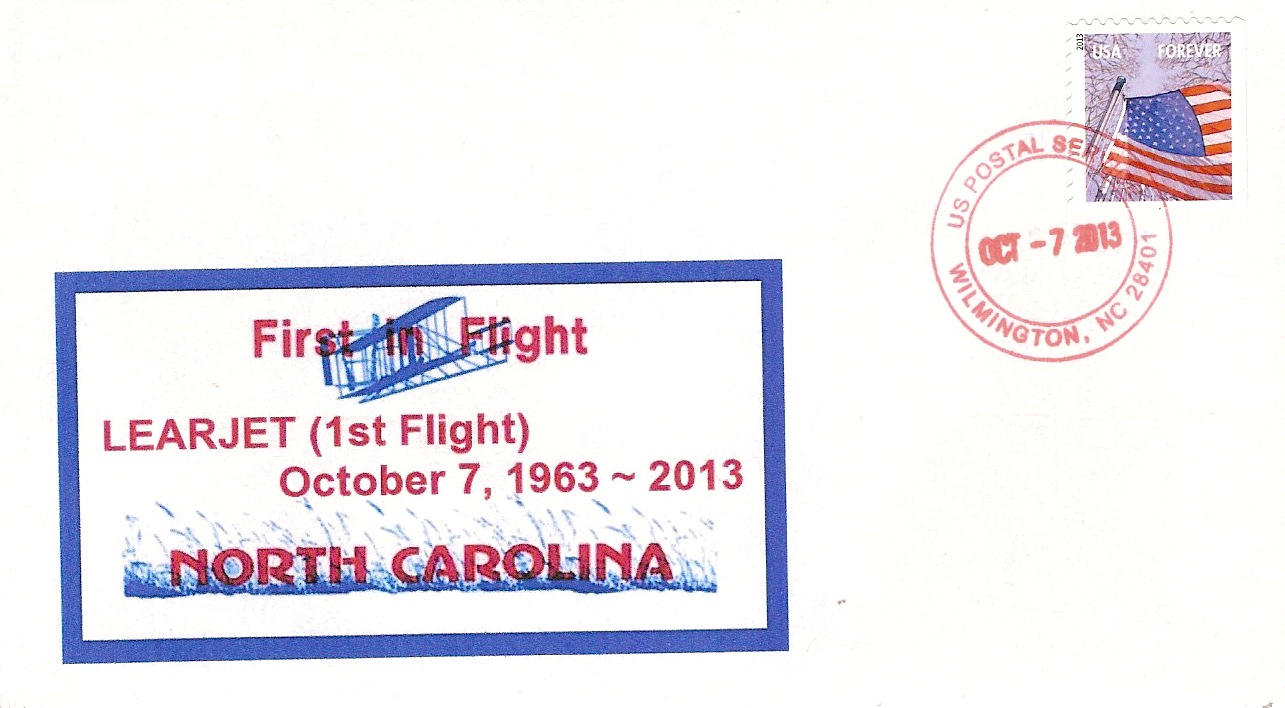 2013
USA FOREVER
US POSTAL SER
OCT - 7 2013
WILMINGTON, NC 28401
First in Flight
LEARJET (1st Flight)
October 7, 1963 ~ 2013
NORTH CAROLINA